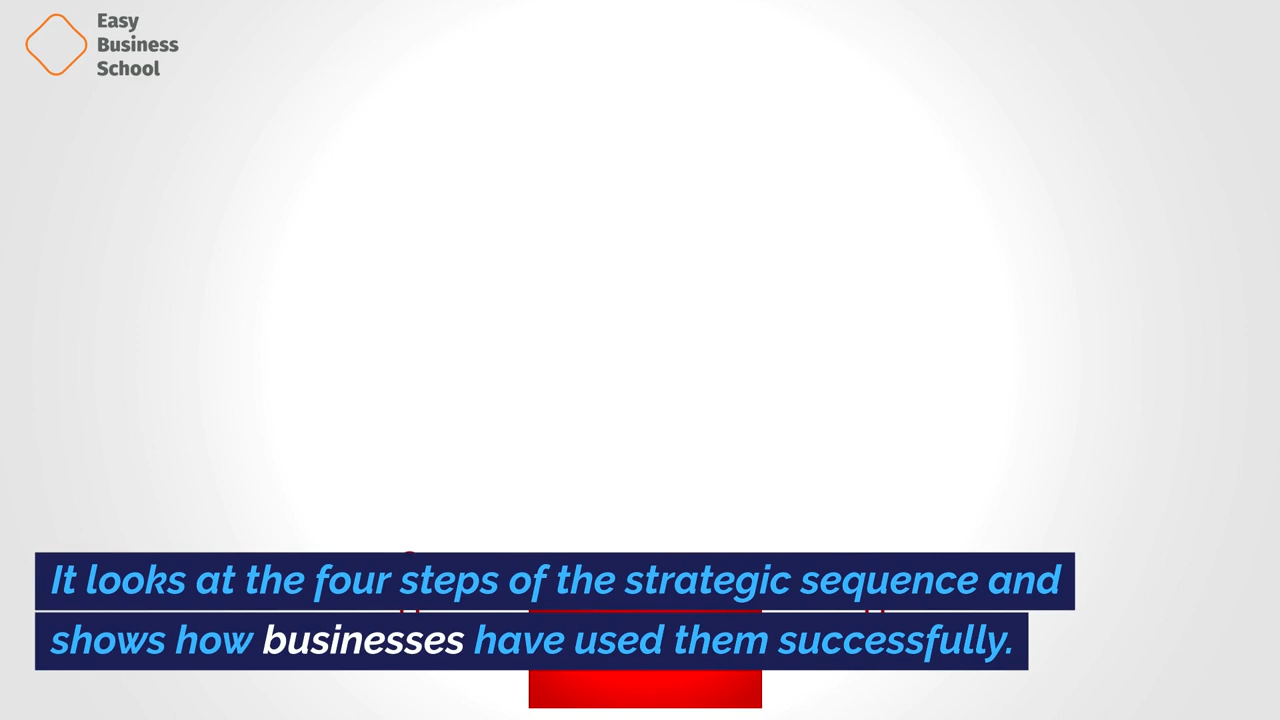 Easy
Business
School
It looks at the four steps of the strategic sequence and
shows how businesses have used them successfully.